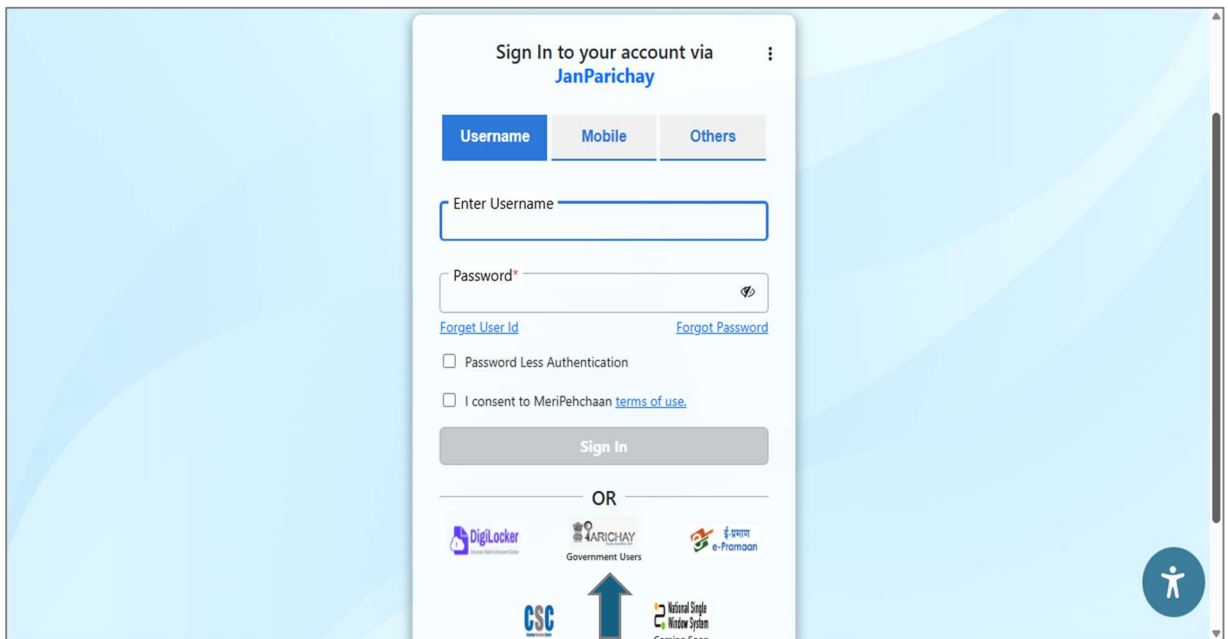 Sign In to your account via
JanParichay
Username Mobile Others
Enter Username
Password*
Forget User Id Forgot Password
Password Less Authentication
I consent to MeriPehchaan terms of use.
Sign In
OR
DigiLocker PARICHAY ई-प्रमाण
e-Pramaan
Government Users
CSC National Single
Window System
Coming Soon